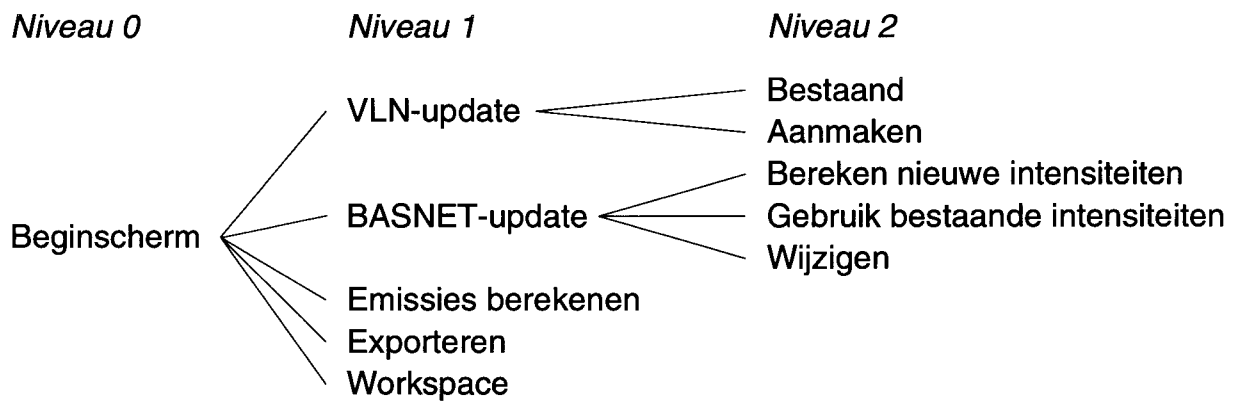 Niveau 0 Niveau 1 Niveau 2
Bestaand
VLN-update
Aanmaken
Bereken nieuwe intensiteiten
BASNET-update Gebruik bestaande intensiteiten
Beginscherm
Wijzigen
Emissies berekenen
Exporteren
Workspace